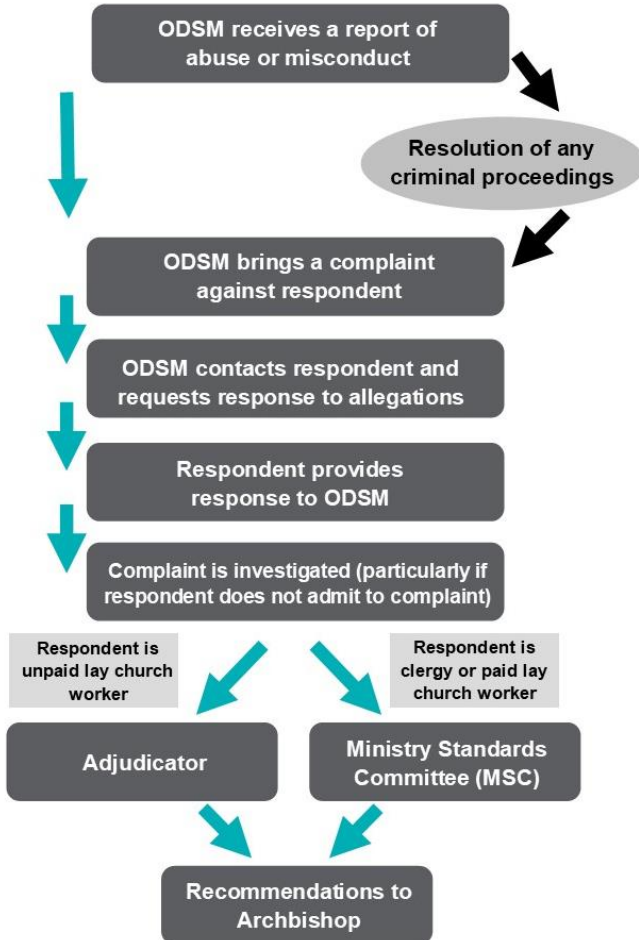 ODSM receives a report of
abuse or misconduct
Resolution of any
criminal proceedings
ODSM brings a complaint
against respondent
ODSM contacts respondent and
requests response to allegations
Respondent provides
response to ODSM
Complaint is investigated (particularly if
respondent does not admit to complaint)
Respondent is
unpaid lay church
worker
Respondent is
clergy or paid lay
church worker
Adjudicator
Ministry Standards
Committee (MSC)
Recommendations to
Archbishop